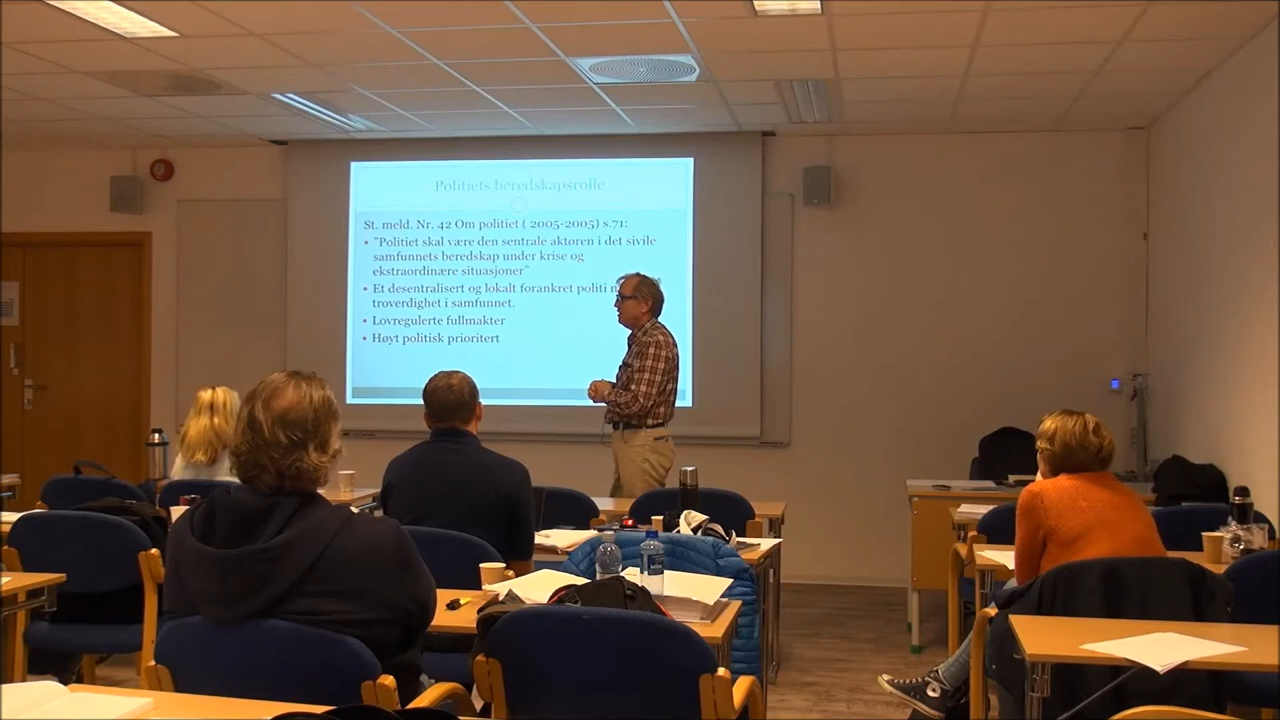 Politiets beredskapsrolle
St. meld. Nr. 42 Om politiet ( 2005-2005) s.71:
• "Politiet skal være den sentrale aktøren i det sivile
samfunnets beredskap under krise og
ekstraordinære situasjoner"
• Et desentralisert og lokalt forankret politi
troverdighet i samfunnet.
• Lovregulerte fullmakter
• Høyt politisk prioritert